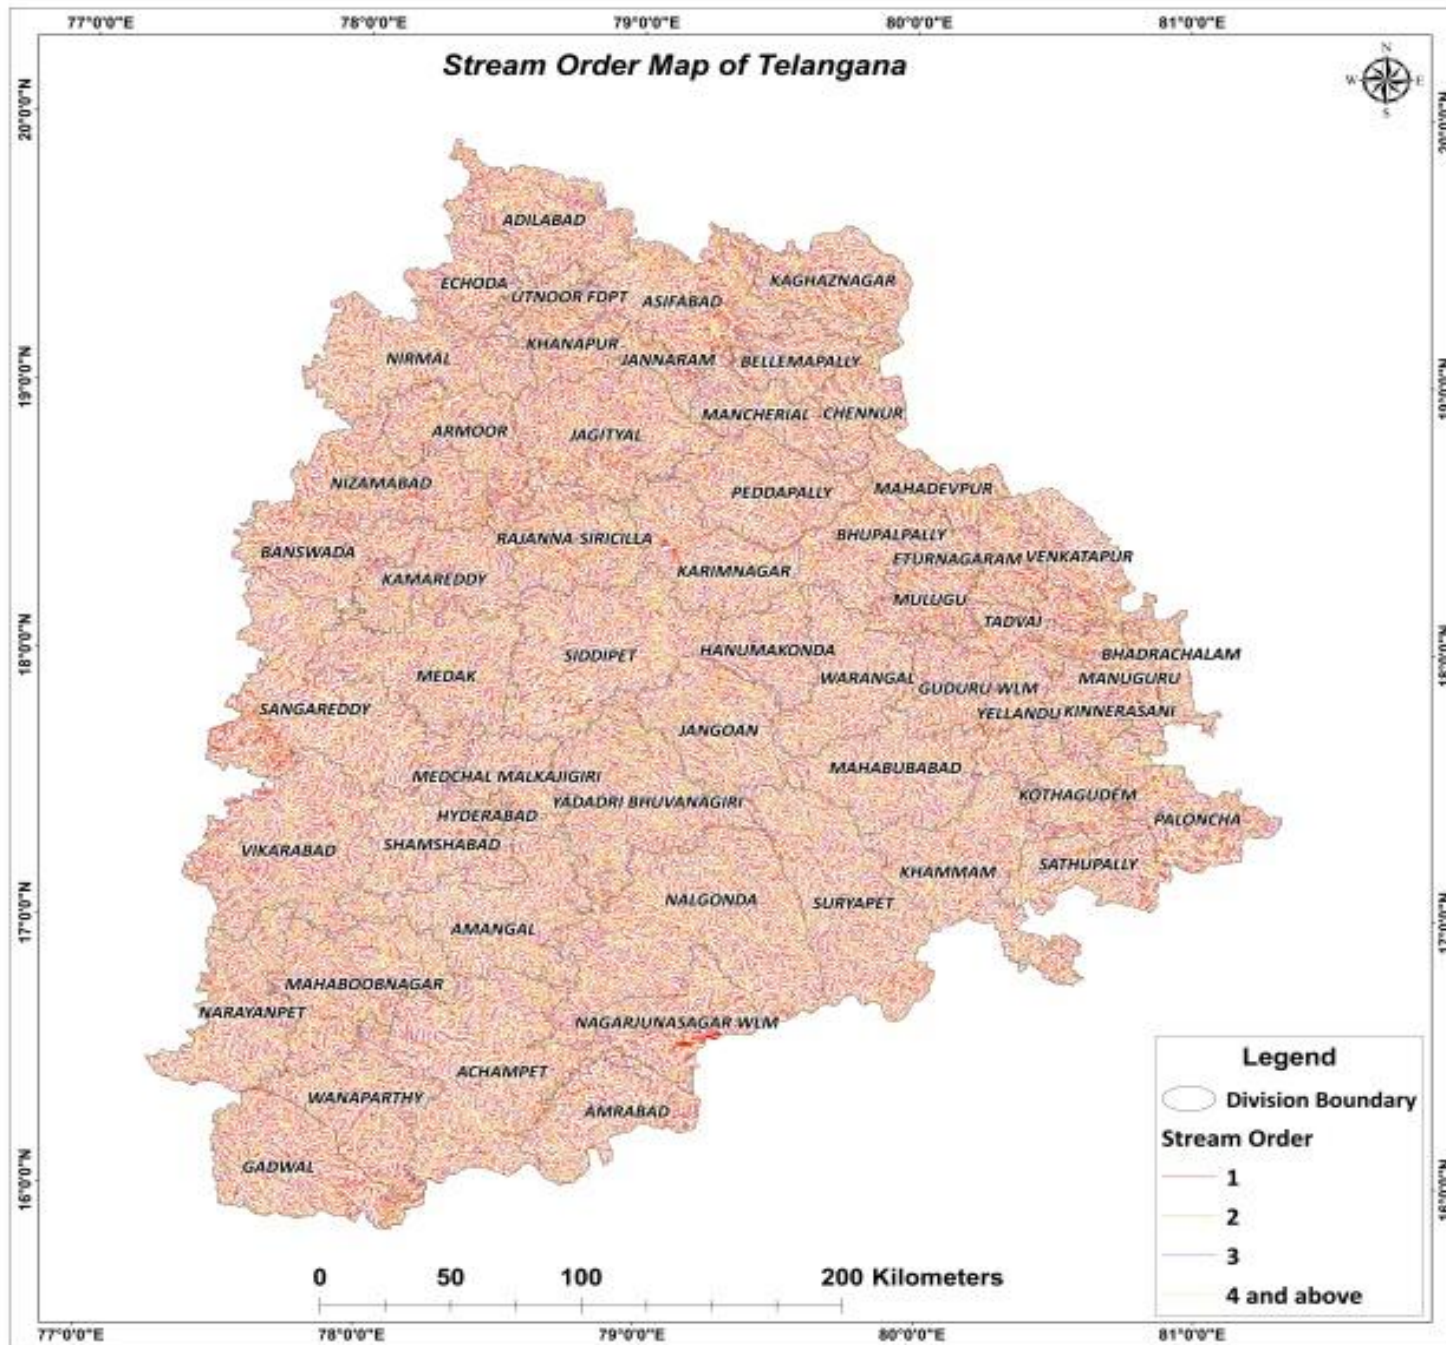 77°0'0"E 78°0'0"E 79°0'0"E 80°0'0"E 81°0'0"E
Stream Order Map of Telangana
N
W E
S
20°0'0"N
ADILABAD
ECHODA
UTNOOR FDPT
ASIFABAD
KAGHAZNAGAR
19°0'0"N
NIRMAL
KHANAPUR
JANNARAM
BELLEMAPALLY
ARMOOR
JAGITYAL
MANCHERIAL
CHENNUR
NIZAMABAD
PEDDAPALLY
MAHADEVPUR
BANSWADA
RAJANNA-SIRICILLA
BHUPALPALLY
KAMAREDDY
KARIMNAGAR
ETURNAGARAM
VENKATAPUR
MULUGU
TADVAI
18°0'0"N
SIDDIPET
HANUMAKONDA
BHADRACHALAM
MEDAK
WARANGAL
GUDURU WLM
MANUGURU
SANGAREDDY
JANGOAN
YELLANDU
KINNERASANI
MEDCHAL MALKAJIGIRI
MAHABUBABAD
HYDERABAD
YADADRI BHUVANAGIRI
KOTHAGUDEM
VIKARABAD
SHAMSHABAD
PALONCHA
KHAMMAM
SATHUPALLY
17°0'0"N
NALGONDA
SURYAPET
AMANGAL
MAHABOOBNAGAR
NARAYANPET
NAGARJUNASAGAR WLM
WANAPARTHY
ACHAMPET
AMRABAD
16°0'0"N
GADWAL
Legend
Division Boundary
Stream Order
1
2
3
4 and above
0 50 100 200 Kilometers
77°0'0"E 78°0'0"E 79°0'0"E 80°0'0"E 81°0'0"E